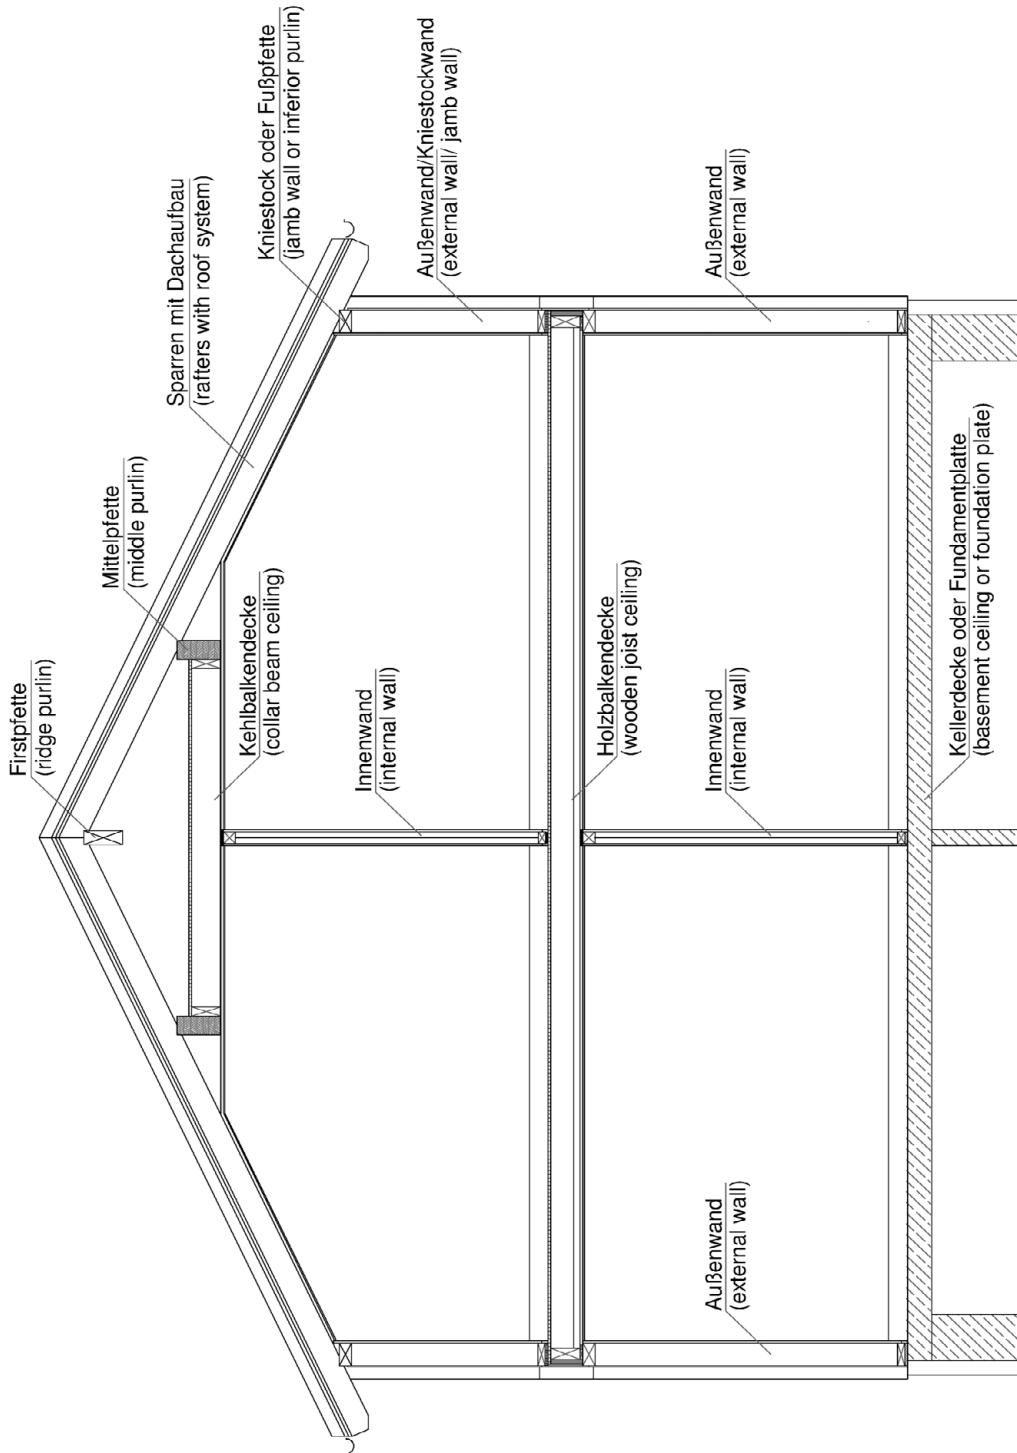 Firstpfette
(ridge purlin)
Mittelpfette
(middle purlin)
Sparren mit Dachaufbau
(rafters with roof system)
Kniestock oder Fußpfette
(jamb wall or inferior purlin)
Kehlbalkendecke
(collar beam ceiling)
Außenwand/Kniestockwand
(external wall/ jamb wall)
Innenwand
(internal wall)
Holzbalkendecke
(wooden joist ceiling)
Außenwand
(external wall)
Innenwand
(internal wall)
Außenwand
(external wall)
Kellerdecke oder Fundamentplatte
(basement ceiling or foundation plate)